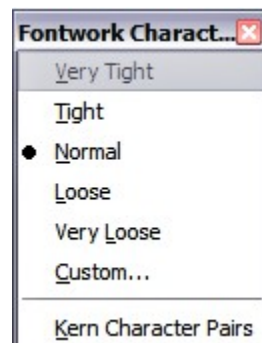 Fontwork Charact...
Very Tight
Tight
Normal
Loose
Very Loose
Custom...
Kern Character Pairs